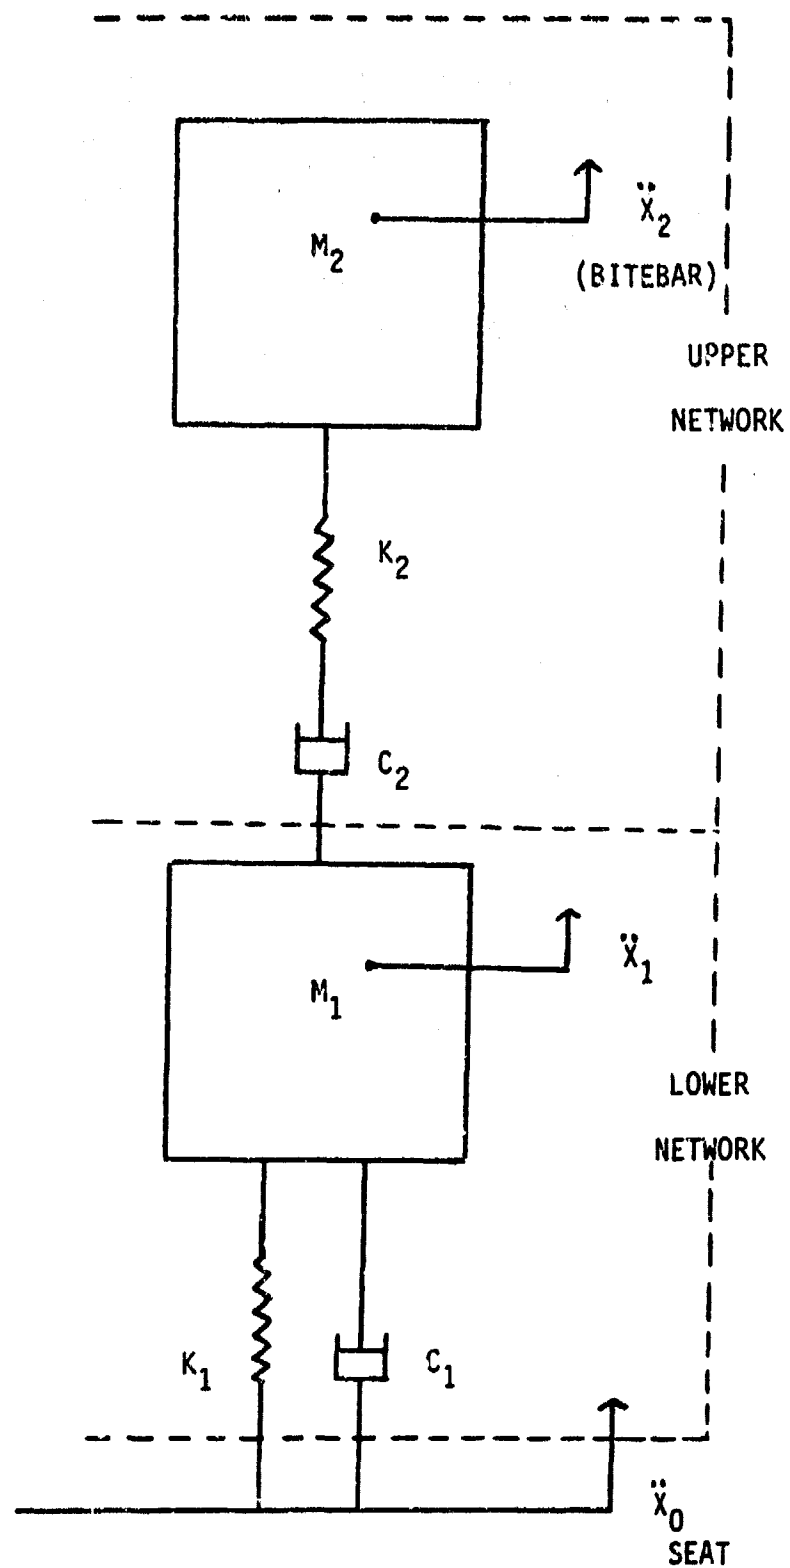 Ẍ₂
M₂
(BITEBAR)
UPPER
NETWORK
K₂
C₂
Ẍ₁
M₁
LOWER
NETWORK
K₁
C₁
Ẍ₀
SEAT